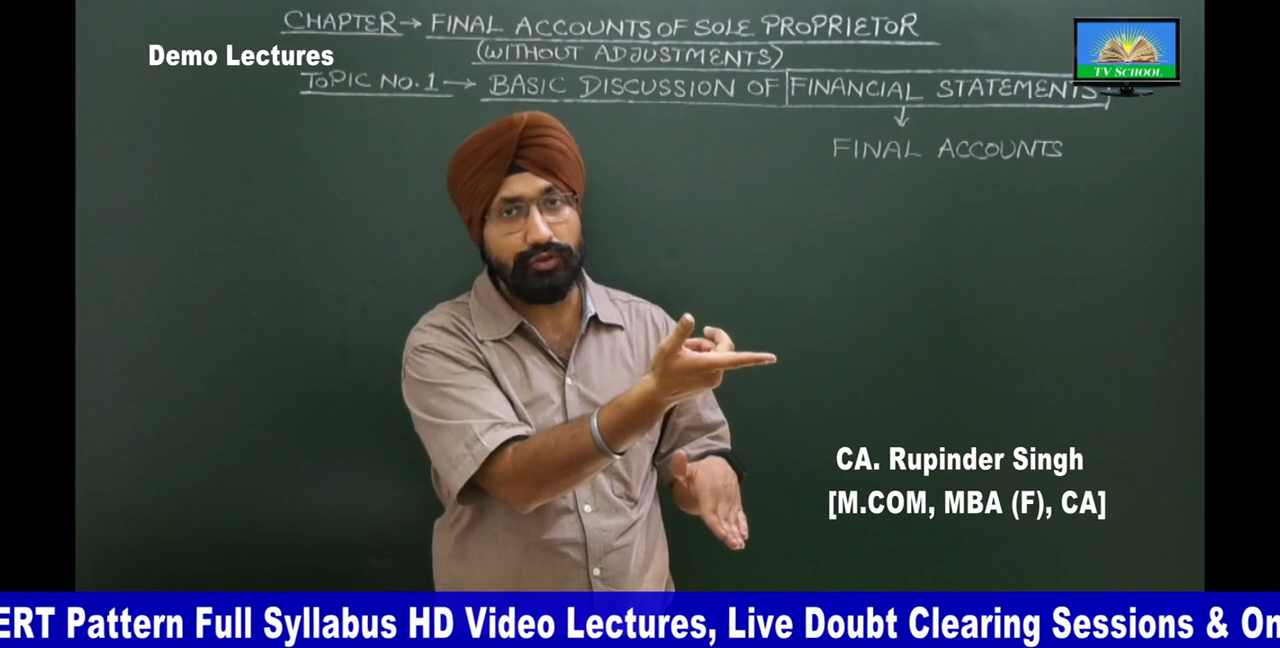 CHAPTER → FINAL ACCOUNTS OF SOLE PROPRIETOR
(WITHOUT ADJUSTMENTS)
Demo Lectures
TOPIC NO. 1 → BASIC DISCUSSION OF FINANCIAL STATEMENTS
TV SCHOOL
FINAL ACCOUNTS
CA. Rupinder Singh
[M.COM, MBA (F), CA]
ERT Pattern Full Syllabus HD Video Lectures, Live Doubt Clearing Sessions & On